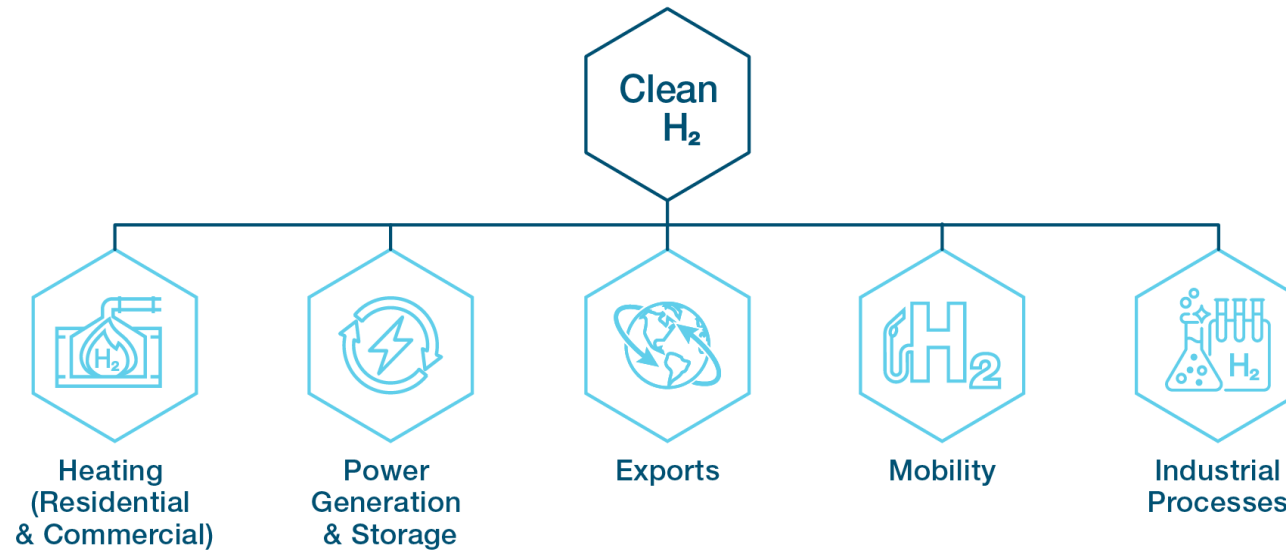 Clean
H₂
H₂
H₂
H₂
Heating
(Residential
& Commercial)
Power
Generation
& Storage
Exports
Mobility
Industrial
Processes